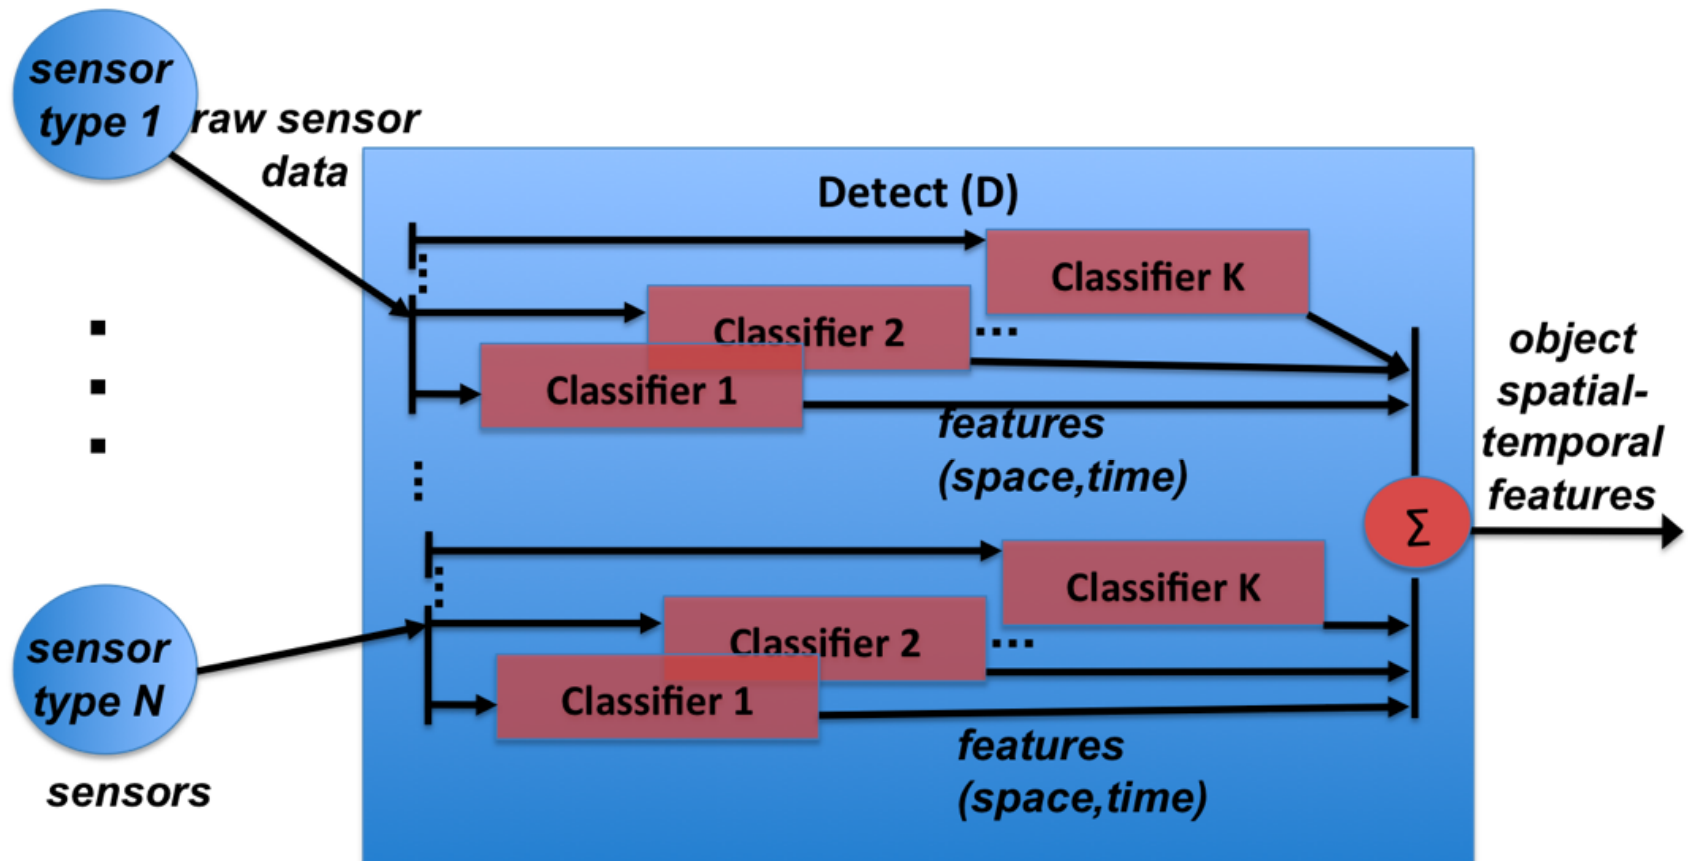 sensor
type 1
raw sensor
data
Detect (D)
Classifier K
Classifier 2
...
Classifier 1
features
(space,time)
object
spatial-
temporal
features
Σ
Classifier K
Classifier 2
...
Classifier 1
features
(space,time)
sensor
type N
sensors